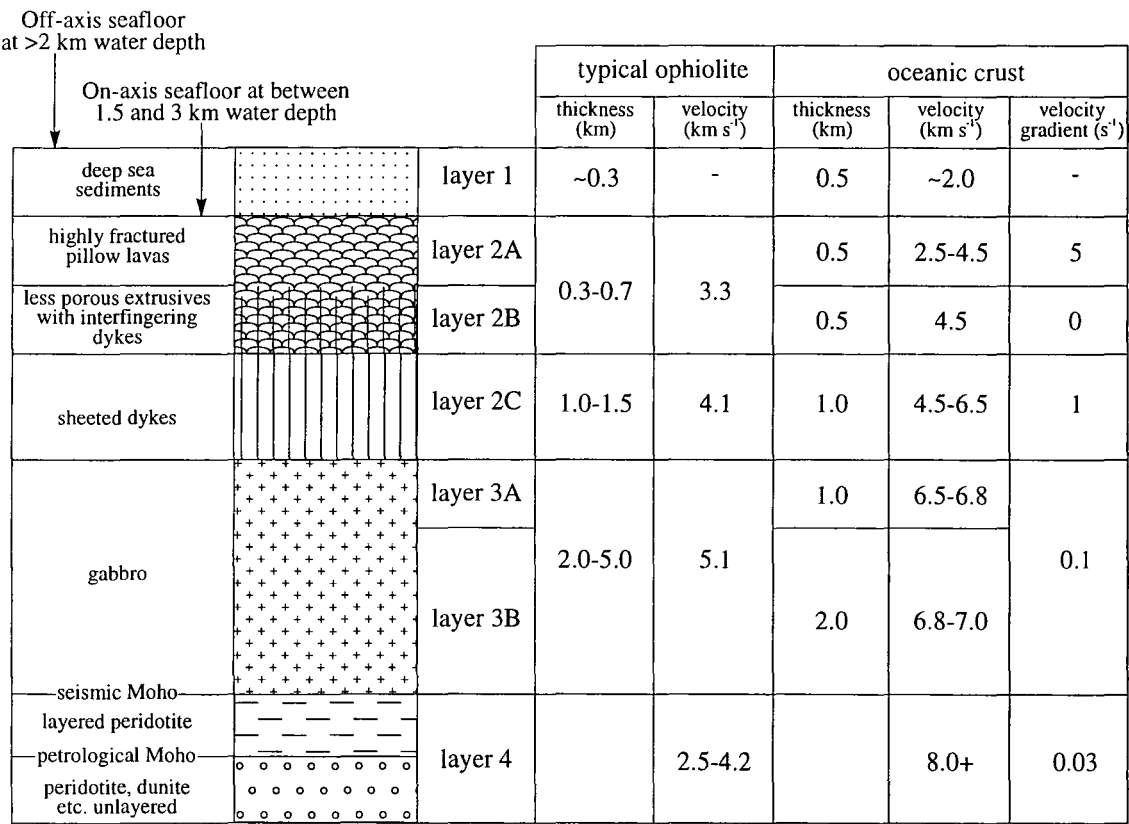 Off-axis seafloor
at >2 km water depth
On-axis seafloor at between
1.5 and 3 km water depth
typical ophiolite
oceanic crust
thickness
(km)
velocity
(km s⁻¹)
thickness
(km)
velocity
(km s⁻¹)
velocity
gradient (s⁻¹)
deep sea
sediments
layer 1
~0.3
-
0.5
~2.0
-
highly fractured
pillow lavas
layer 2A
0.3-0.7
3.3
0.5
2.5-4.5
5
less porous extrusives
with interfingering
dykes
layer 2B
0.5
4.5
0
sheeted dykes
layer 2C
1.0-1.5
4.1
1.0
4.5-6.5
1
gabbro
layer 3A
2.0-5.0
5.1
1.0
6.5-6.8
0.1
layer 3B
2.0
6.8-7.0
seismic Moho
layered peridotite
petrological Moho
peridotite, dunite
etc. unlayered
layer 4
2.5-4.2
8.0+
0.03